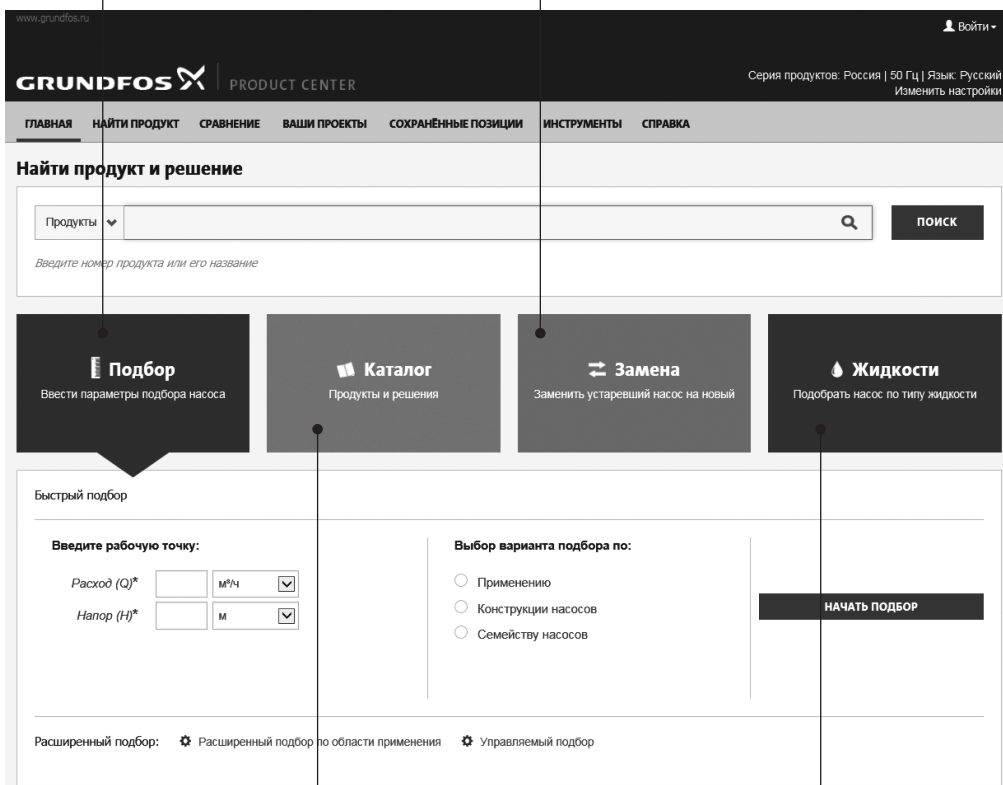 www.grundfos.ru
Войти
GRUNDFOS PRODUCT CENTER
Серия продуктов: Россия | 50 Гц | Язык: Русский
Изменить настройки
ГЛАВНАЯ НАЙТИ ПРОДУКТ СРАВНЕНИЕ ВАШИ ПРОЕКТЫ СОХРАНЁННЫЕ ПОЗИЦИИ ИНСТРУМЕНТЫ СПРАВКА
Найти продукт и решение
Продукты ПОИСК
Введите номер продукта или его название
Подбор
Ввести параметры подбора насоса
Каталог
Продукты и решения
Замена
Заменить устаревший насос на новый
Жидкости
Подобрать насос по типу жидкости
Быстрый подбор
Введите рабочую точку:
Расход (Q)* м³/ч
Напор (H)* м
Выбор варианта подбора по:
Применению
Конструкции насосов
Семейству насосов
НАЧАТЬ ПОДБОР
Расширенный подбор: Расширенный подбор по области применения Управляемый подбор